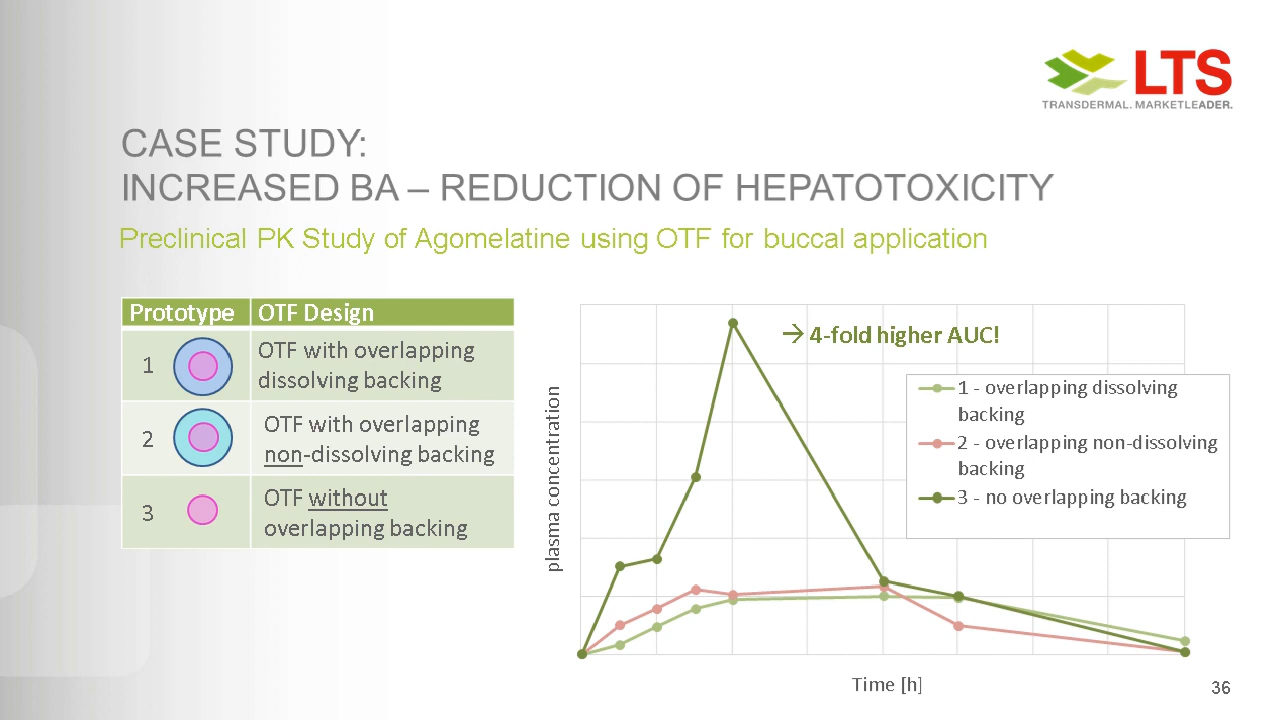 LTS
TRANSDERMAL. MARKETLEADER.
CASE STUDY:
INCREASED BA – REDUCTION OF HEPATOTOXICITY
Preclinical PK Study of Agomelatine using OTF for buccal application
Prototype OTF Design
1 OTF with overlapping
dissolving backing
2 OTF with overlapping
non-dissolving backing
3 OTF without
overlapping backing
→ 4-fold higher AUC!
plasma concentration
1 - overlapping dissolving
backing
2 - overlapping non-dissolving
backing
3 - no overlapping backing
Time [h]
36